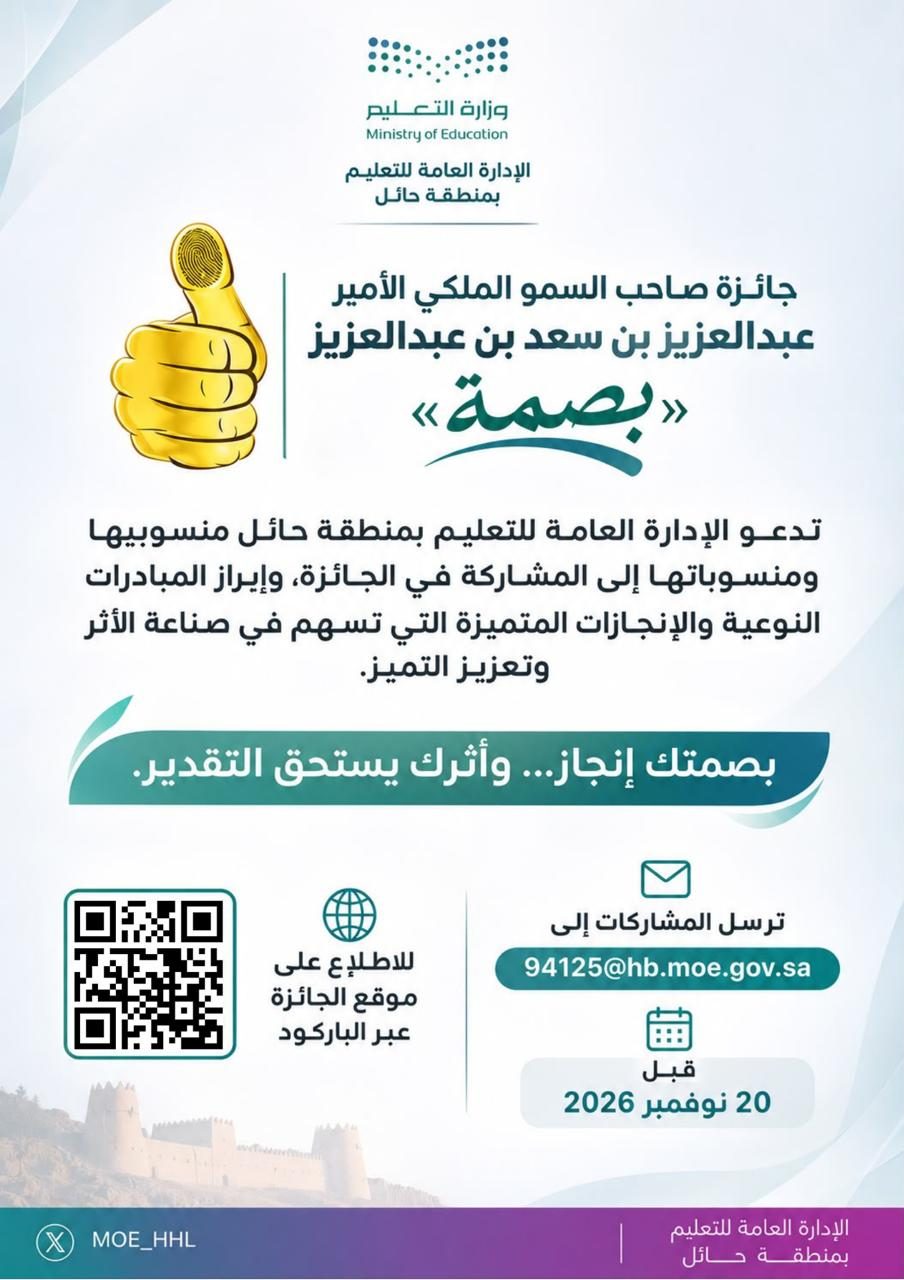 وزارة التعليم
Ministry of Education
الإدارة العامة للتعليم
بمنطقة حائل
جائزة صاحب السمو الملكي الأمير
عبدالعزيز بن سعد بن عبدالعزيز
«بصمة»
تدعو الإدارة العامة للتعليم بمنطقة حائل منسوبيها
ومنسوباتها إلى المشاركة في الجائزة، وإبراز المبادرات
النوعية والإنجازات المتميزة التي تسهم في صناعة الأثر
وتعزيز التميز.
بصمتك إنجاز... وأثرك يستحق التقدير.
ترسل المشاركات إلى
94125@hb.moe.gov.sa
قبل
20 نوفمبر 2026
للاطلاع على
موقع الجائزة
عبر الباركود
الإدارة العامة للتعليم
بمنطقة حائل
MOE_HHL